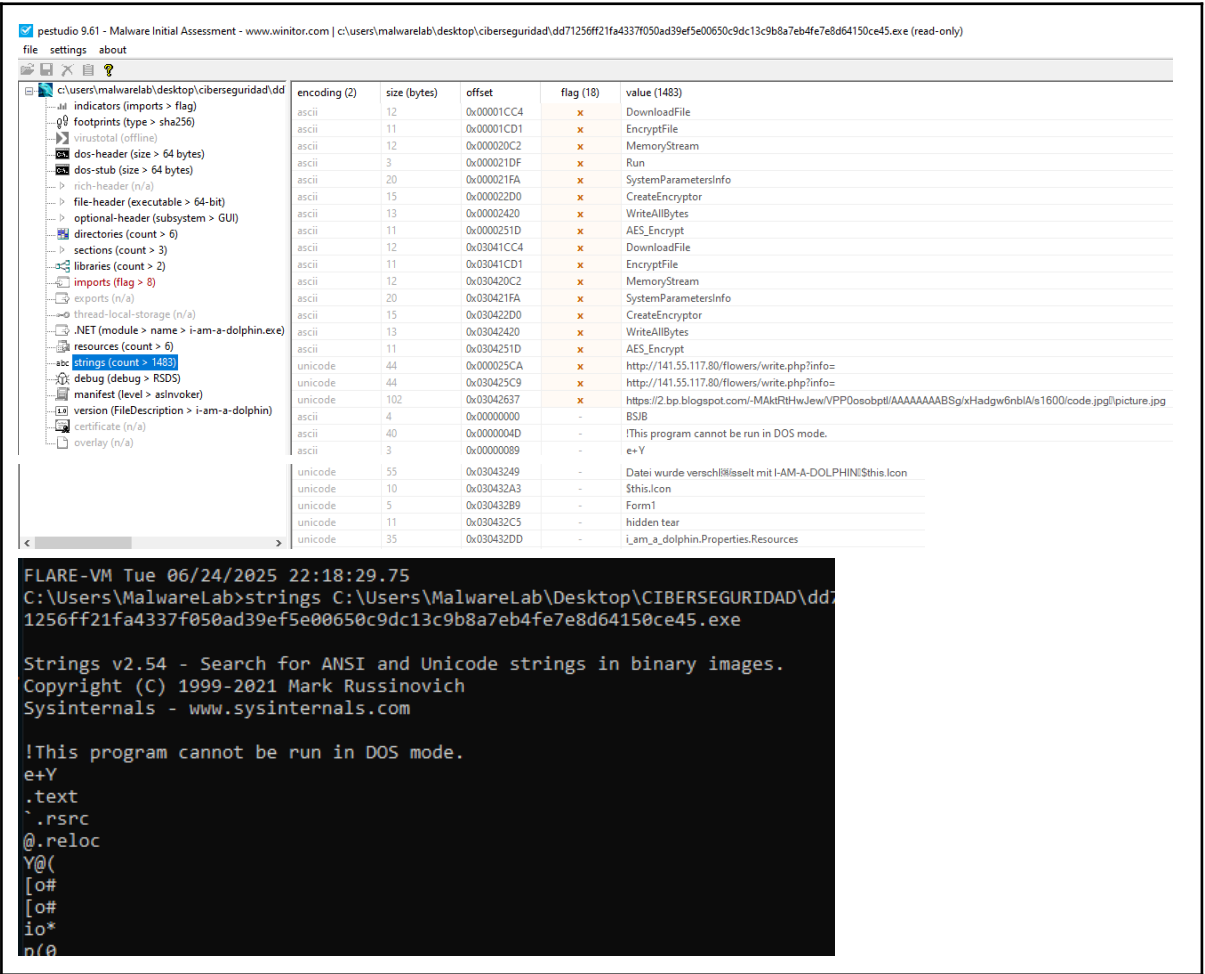 pestudio 9.61 - Malware Initial Assessment - www.winitor.com | c:\users\malwarelab\desktop\ciberseguridad\dd71256ff21fa4337f050ad39ef5e00650c9dc13c9b8a7eb4fe7e8d64150ce45.exe (read-only)
file settings about
c:\users\malwarelab\desktop\ciberseguridad\dd
indicators (imports > flag)
footprints (type > sha256)
virustotal (offline)
dos-header (size > 64 bytes)
dos-stub (size > 64 bytes)
rich-header (n/a)
file-header (executable > 64-bit)
optional-header (subsystem > GUI)
directories (count > 6)
sections (count > 3)
libraries (count > 2)
imports (flag > 8)
exports (n/a)
thread-local-storage (n/a)
.NET (module > name > i-am-a-dolphin.exe)
resources (count > 6)
abc strings (count > 1483)
debug (debug > RSDS)
manifest (level > asInvoker)
version (FileDescription > i-am-a-dolphin)
certificate (n/a)
overlay (n/a)
encoding (2) size (bytes) offset flag (18) value (1483)
ascii 12 0x00001CC4 x DownloadFile
ascii 11 0x00001CD1 x EncryptFile
ascii 12 0x000020C2 x MemoryStream
ascii 3 0x000021DF x Run
ascii 20 0x000021FA x SystemParametersInfo
ascii 15 0x000022D0 x CreateEncryptor
ascii 13 0x00002420 x WriteAllBytes
ascii 11 0x0000251D x AES_Encrypt
ascii 12 0x03041CC4 x DownloadFile
ascii 11 0x03041CD1 x EncryptFile
ascii 12 0x030420C2 x MemoryStream
ascii 20 0x030421FA x SystemParametersInfo
ascii 15 0x030422D0 x CreateEncryptor
ascii 13 0x03042420 x WriteAllBytes
ascii 11 0x0304251D x AES_Encrypt
unicode 44 0x000025CA x http://141.55.117.80/flowers/write.php?info=
unicode 44 0x030425C9 x http://141.55.117.80/flowers/write.php?info=
unicode 102 0x03042637 x https://2.bp.blogspot.com/-MAktRtHwJew/VPP0osobptI/AAAAAAAABSg/xHadgw6nbIA/s1600/code.jpg\picture.jpg
ascii 4 0x00000000 - BSJB
ascii 40 0x0000004D - !This program cannot be run in DOS mode.
ascii 3 0x00000089 - e+Y
unicode 55 0x03043249 - Datei wurde verschl sselt mit I-AM-A-DOLPHIN $this.Icon
unicode 10 0x030432A3 - $this.Icon
unicode 5 0x030432B9 - Form1
unicode 11 0x030432C5 - hidden tear
unicode 35 0x030432DD - i_am_a_dolphin.Properties.Resources
FLARE-VM Tue 06/24/2025 22:18:29.75
C:\Users\MalwareLab>strings C:\Users\MalwareLab\Desktop\CIBERSEGURIDAD\dd7
1256ff21fa4337f050ad39ef5e00650c9dc13c9b8a7eb4fe7e8d64150ce45.exe
Strings v2.54 - Search for ANSI and Unicode strings in binary images.
Copyright (C) 1999-2021 Mark Russinovich
Sysinternals - www.sysinternals.com
!This program cannot be run in DOS mode.
e+Y
.text
`.rsrc
@.reloc
Y@(
[o#
[o#
io*
p(0